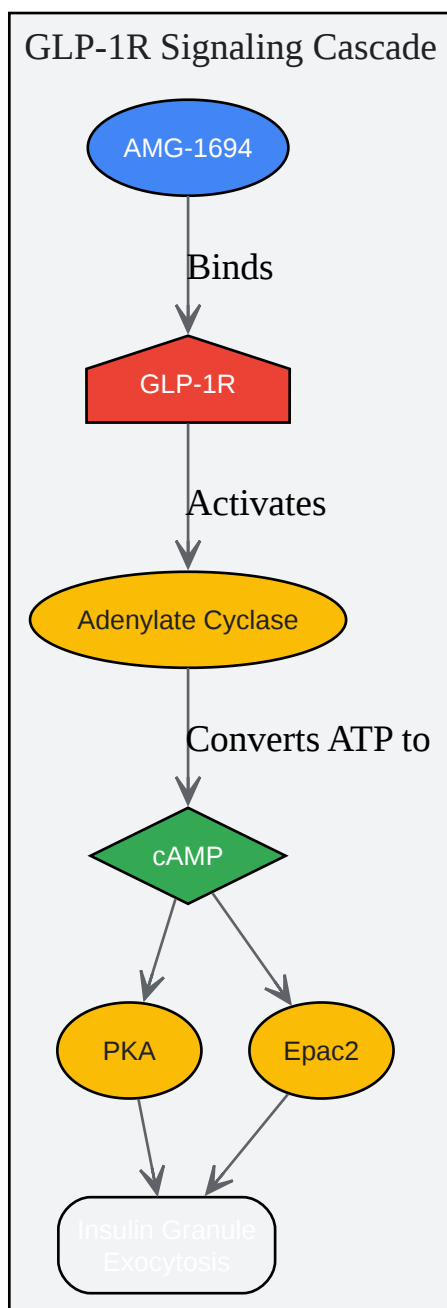 GLP-1R Signaling Cascade
AMG-1694
Binds
GLP-1R
Activates
Adenylate Cyclase
Converts ATP to
cAMP
PKA
Epac2
Insulin Granule
Exocytosis